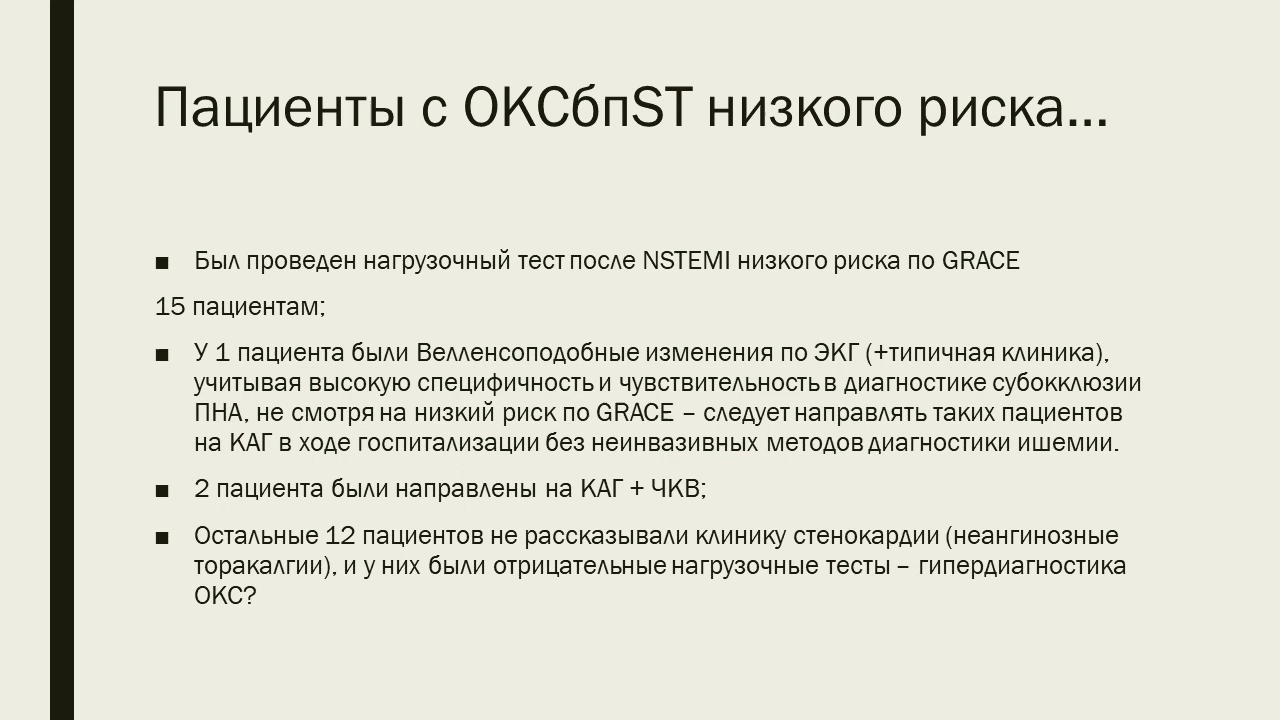 Пациенты с ОКСбпST низкого риска...
■ Был проведен нагрузочный тест после NSTEMI низкого риска по GRACE
15 пациентам;
■ У 1 пациента были Велленсоподобные изменения по ЭКГ (+типичная клиника),
учитывая высокую специфичность и чувствительность в диагностике субокклюзии
ПНА, не смотря на низкий риск по GRACE – следует направлять таких пациентов
на КАГ в ходе госпитализации без неинвазивных методов диагностики ишемии.
■ 2 пациента были направлены на КАГ + ЧКВ;
■ Остальные 12 пациентов не рассказывали клинику стенокардии (неангинозные
торакалгии), и у них были отрицательные нагрузочные тесты – гипердиагностика
ОКС?